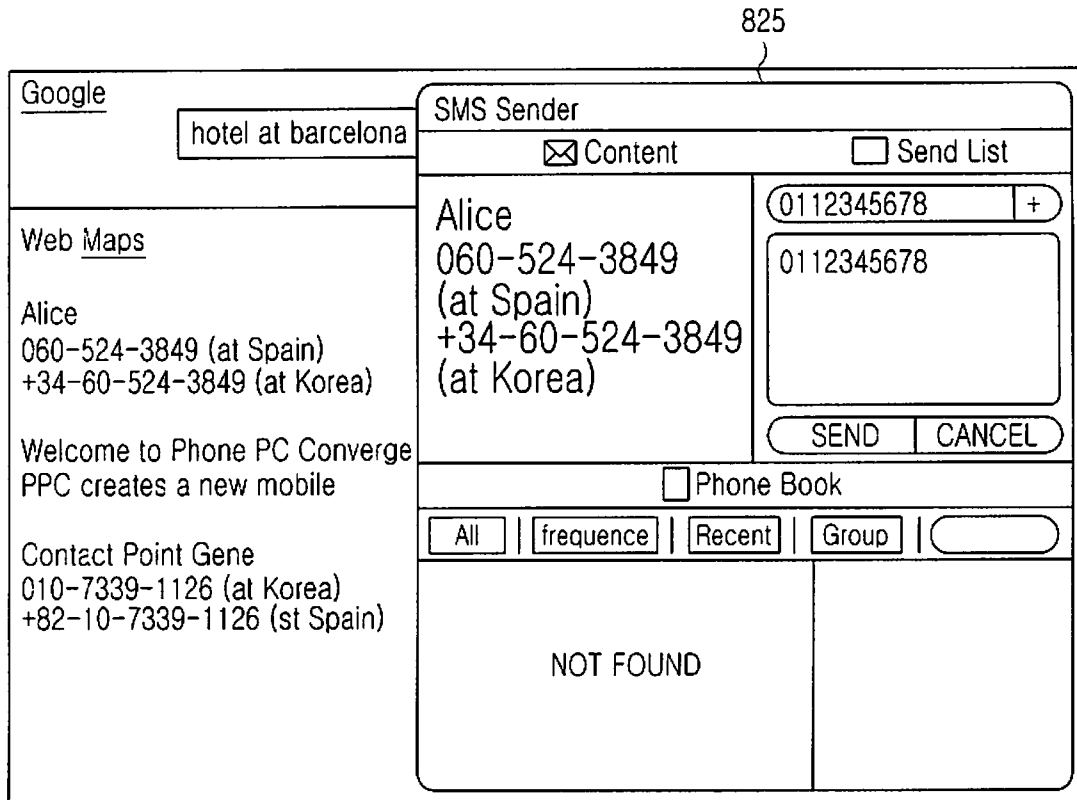 825
Google
hotel at barcelona
Web Maps
Alice
060-524-3849 (at Spain)
+34-60-524-3849 (at Korea)
Welcome to Phone PC Converge
PPC creates a new mobile
Contact Point Gene
010-7339-1126 (at Korea)
+82-10-7339-1126 (st Spain)
SMS Sender
Content
Send List
Alice
060-524-3849
(at Spain)
+34-60-524-3849
(at Korea)
0112345678 +
0112345678
SEND CANCEL
Phone Book
All | frequence | Recent | Group |
NOT FOUND